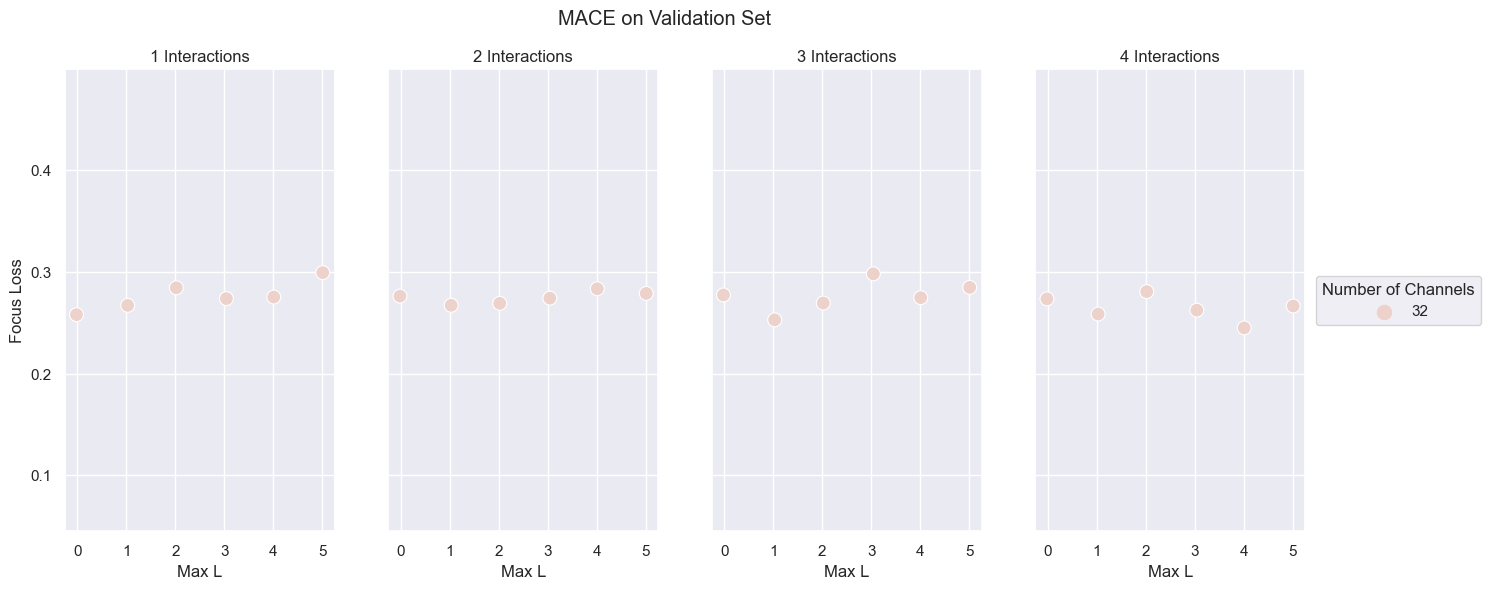 MACE on Validation Set
1 Interactions
2 Interactions
3 Interactions
4 Interactions
Focus Loss
0.4
0.3
0.2
0.1
0 1 2 3 4 5
Max L
0 1 2 3 4 5
Max L
0 1 2 3 4 5
Max L
0 1 2 3 4 5
Max L
Number of Channels
32